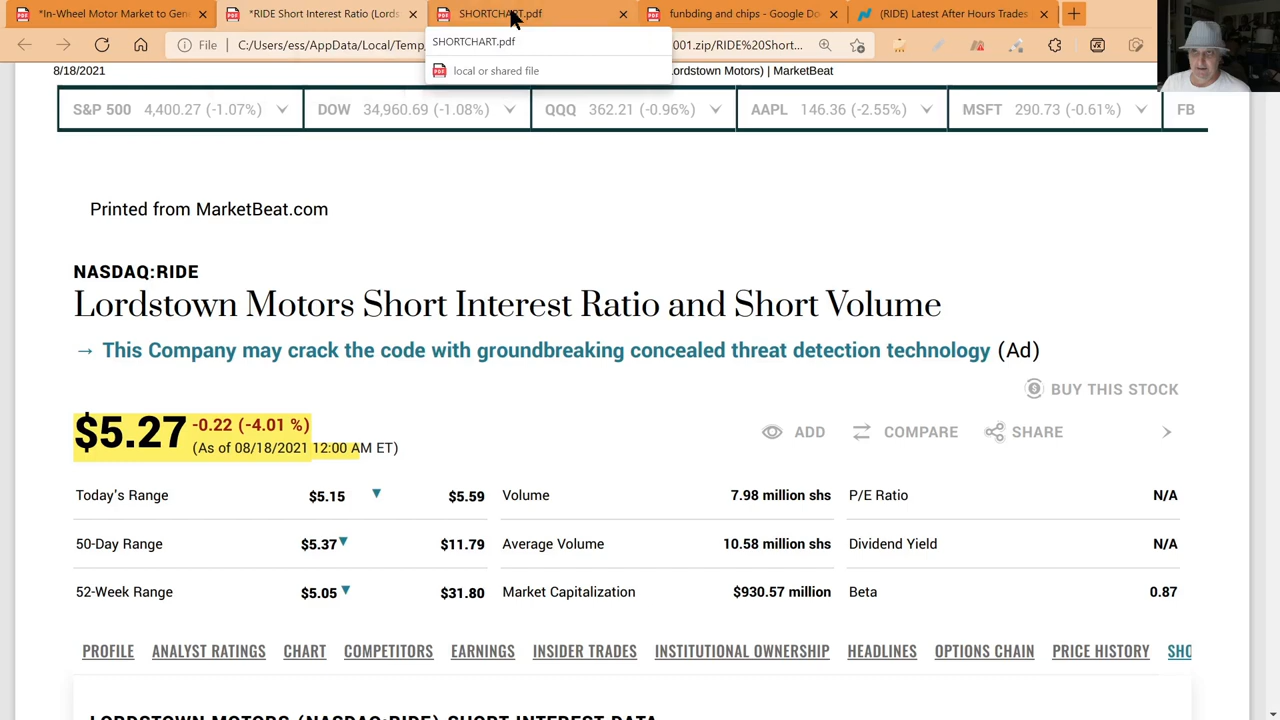 *In-Wheel Motor Market to Gen
*RIDE Short Interest Ratio (Lords
SHORTCHART.pdf
funbding and chips - Google Do
(RIDE) Latest After Hours Trades
File
C:/Users/ess/AppData/Local/Temp
001.zip/RIDE%20Short...
SHORTCHART.pdf
local or shared file
8/18/2021
ordstown Motors) | MarketBeat
S&P 500 4,400.27 (-1.07%)
DOW 34,960.69 (-1.08%)
QQQ 362.21 (-0.96%)
AAPL 146.36 (-2.55%)
MSFT 290.73 (-0.61%)
FB
Printed from MarketBeat.com
NASDAQ:RIDE
Lordstown Motors Short Interest Ratio and Short Volume
→ This Company may crack the code with groundbreaking concealed threat detection technology (Ad)
BUY THIS STOCK
$5.27 -0.22 (-4.01 %)
(As of 08/18/2021 12:00 AM ET)
ADD COMPARE SHARE
Today's Range $5.15 $5.59 Volume 7.98 million shs P/E Ratio N/A
50-Day Range $5.37 $11.79 Average Volume 10.58 million shs Dividend Yield N/A
52-Week Range $5.05 $31.80 Market Capitalization $930.57 million Beta 0.87
PROFILE ANALYST RATINGS CHART COMPETITORS EARNINGS INSIDER TRADES INSTITUTIONAL OWNERSHIP HEADLINES OPTIONS CHAIN PRICE HISTORY SHO
LORDSTOWN MOTORS (NASDAQ:RIDE) SHORT INTEREST DATA